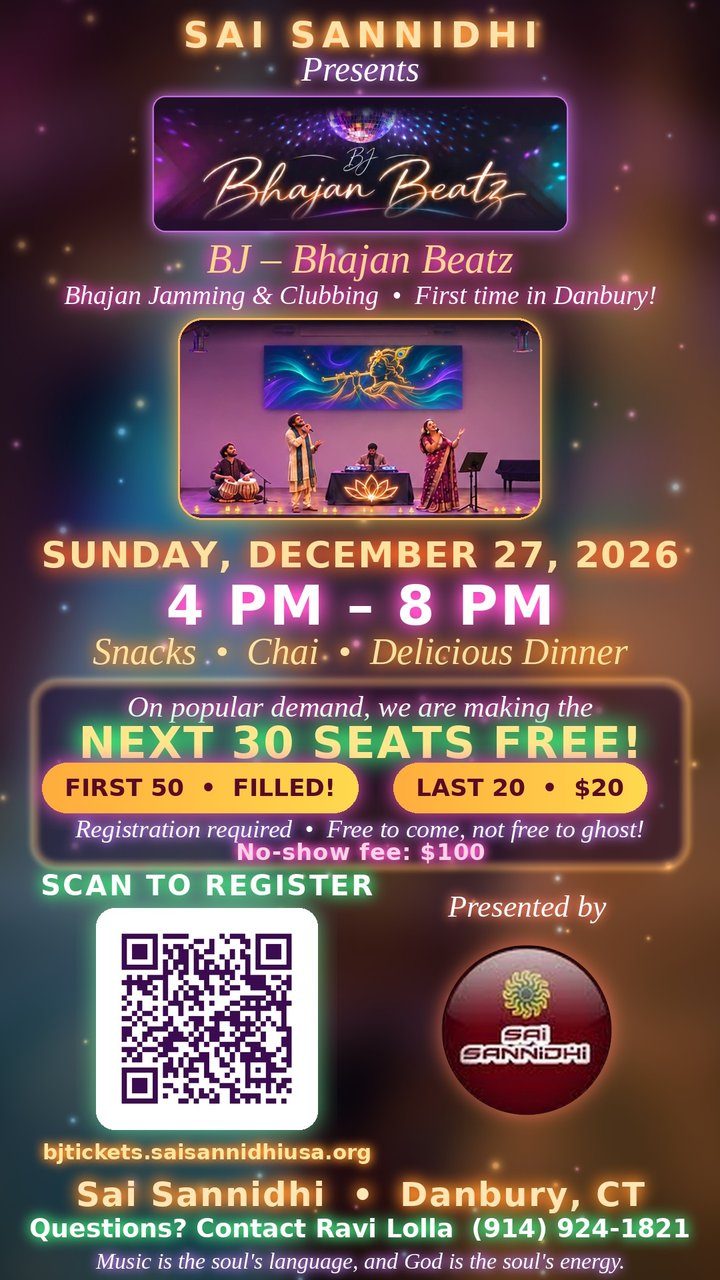 SAI SANNIDHI
Presents
BJ
Bhajan Beatz
BJ – Bhajan Beatz
Bhajan Jamming & Clubbing • First time in Danbury!
SUNDAY, DECEMBER 27, 2026
4 PM – 8 PM
Snacks • Chai • Delicious Dinner
On popular demand, we are making the
NEXT 30 SEATS FREE!
FIRST 50 • FILLED!
LAST 20 • $20
Registration required • Free to come, not free to ghost!
No-show fee: $100
SCAN TO REGISTER
Presented by
SAI
SANNIDHI
bjtickets.saisannidhiusa.org
Sai Sannidhi • Danbury, CT
Questions? Contact Ravi Lolla (914) 924-1821
Music is the soul's language, and God is the soul's energy.